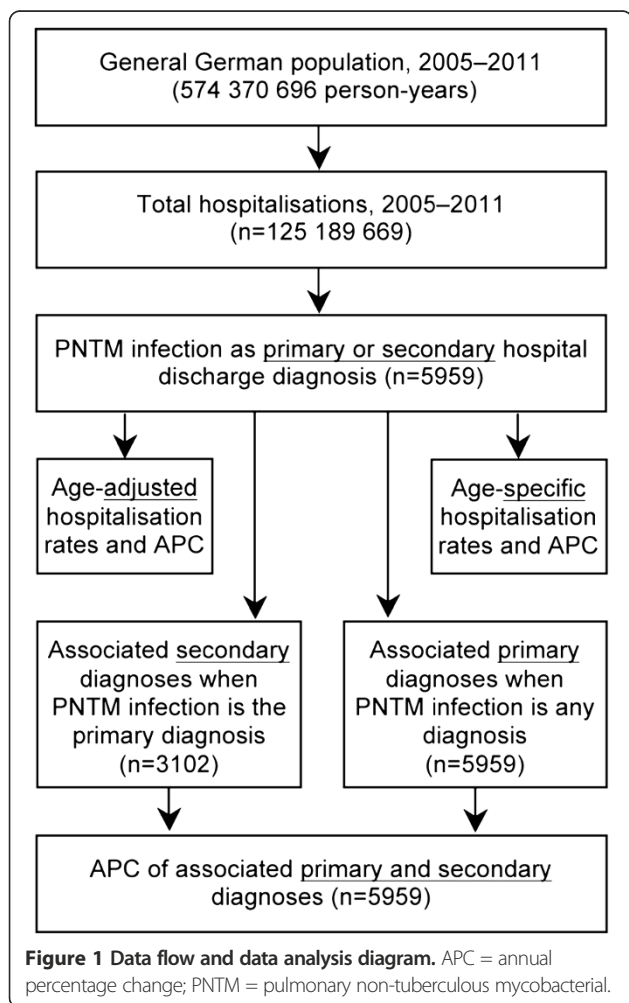 General German population, 2005–2011
(574 370 696 person-years)
Total hospitalisations, 2005–2011
(n=125 189 669)
PNTM infection as primary or secondary hospital
discharge diagnosis (n=5959)
Age-adjusted
hospitalisation
rates and APC
Age-specific
hospitalisation
rates and APC
Associated secondary
diagnoses when
PNTM infection is the
primary diagnosis
(n=3102)
Associated primary
diagnoses when
PNTM infection is any
diagnosis
(n=5959)
APC of associated primary and secondary
diagnoses (n=5959)
Figure 1 Data flow and data analysis diagram. APC = annual
percentage change; PNTM = pulmonary non-tuberculous mycobacterial.